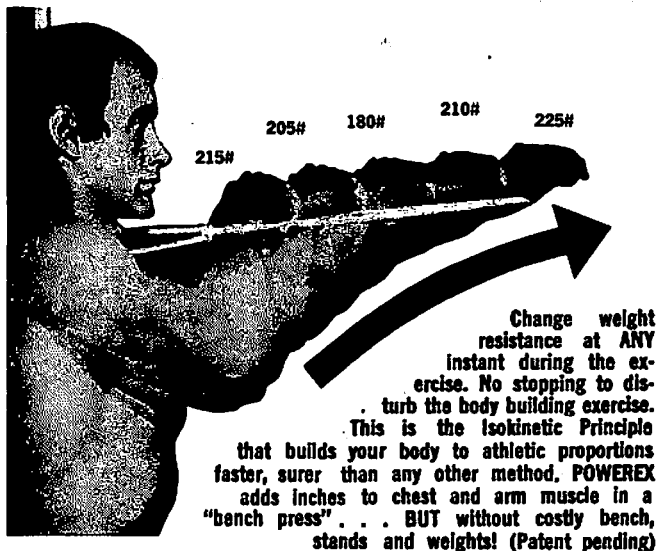 215# 205# 180# 210# 225#
Change weight
resistance at ANY
instant during the ex-
ercise. No stopping to dis-
turb the body building exercise.
This is the Isokinetic Principle
that builds your body to athletic proportions
faster, surer than any other method. POWEREX
adds inches to chest and arm muscle in a
"bench press" . . . BUT without costly bench,
stands and weights! (Patent pending)